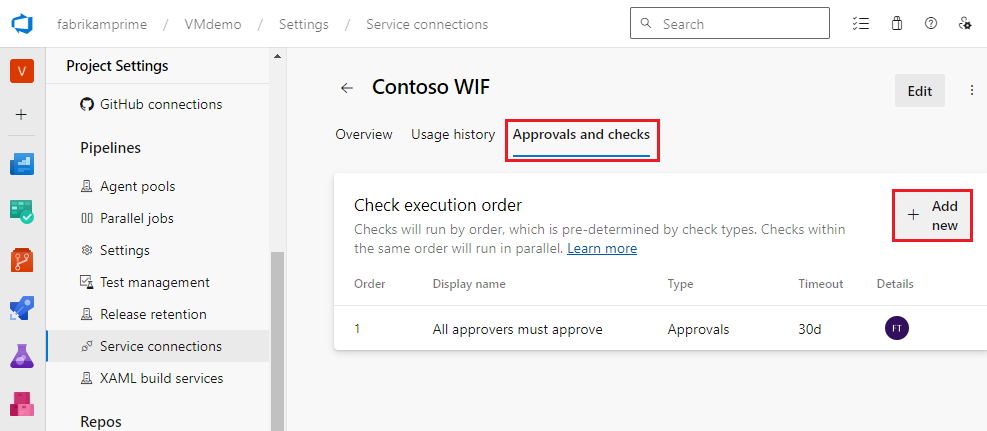 fabrikamprime / VMdemo / Settings / Service connections
Search
V
Project Settings
GitHub connections
Pipelines
Agent pools
Parallel jobs
Settings
Test management
Release retention
Service connections
XAML build services
Repos
Contoso WIF
Edit
Overview Usage history Approvals and checks
Check execution order
Checks will run by order, which is pre-determined by check types. Checks within
the same order will run in parallel. Learn more
Add
new
Order Display name Type Timeout Details
1 All approvers must approve Approvals 30d FT